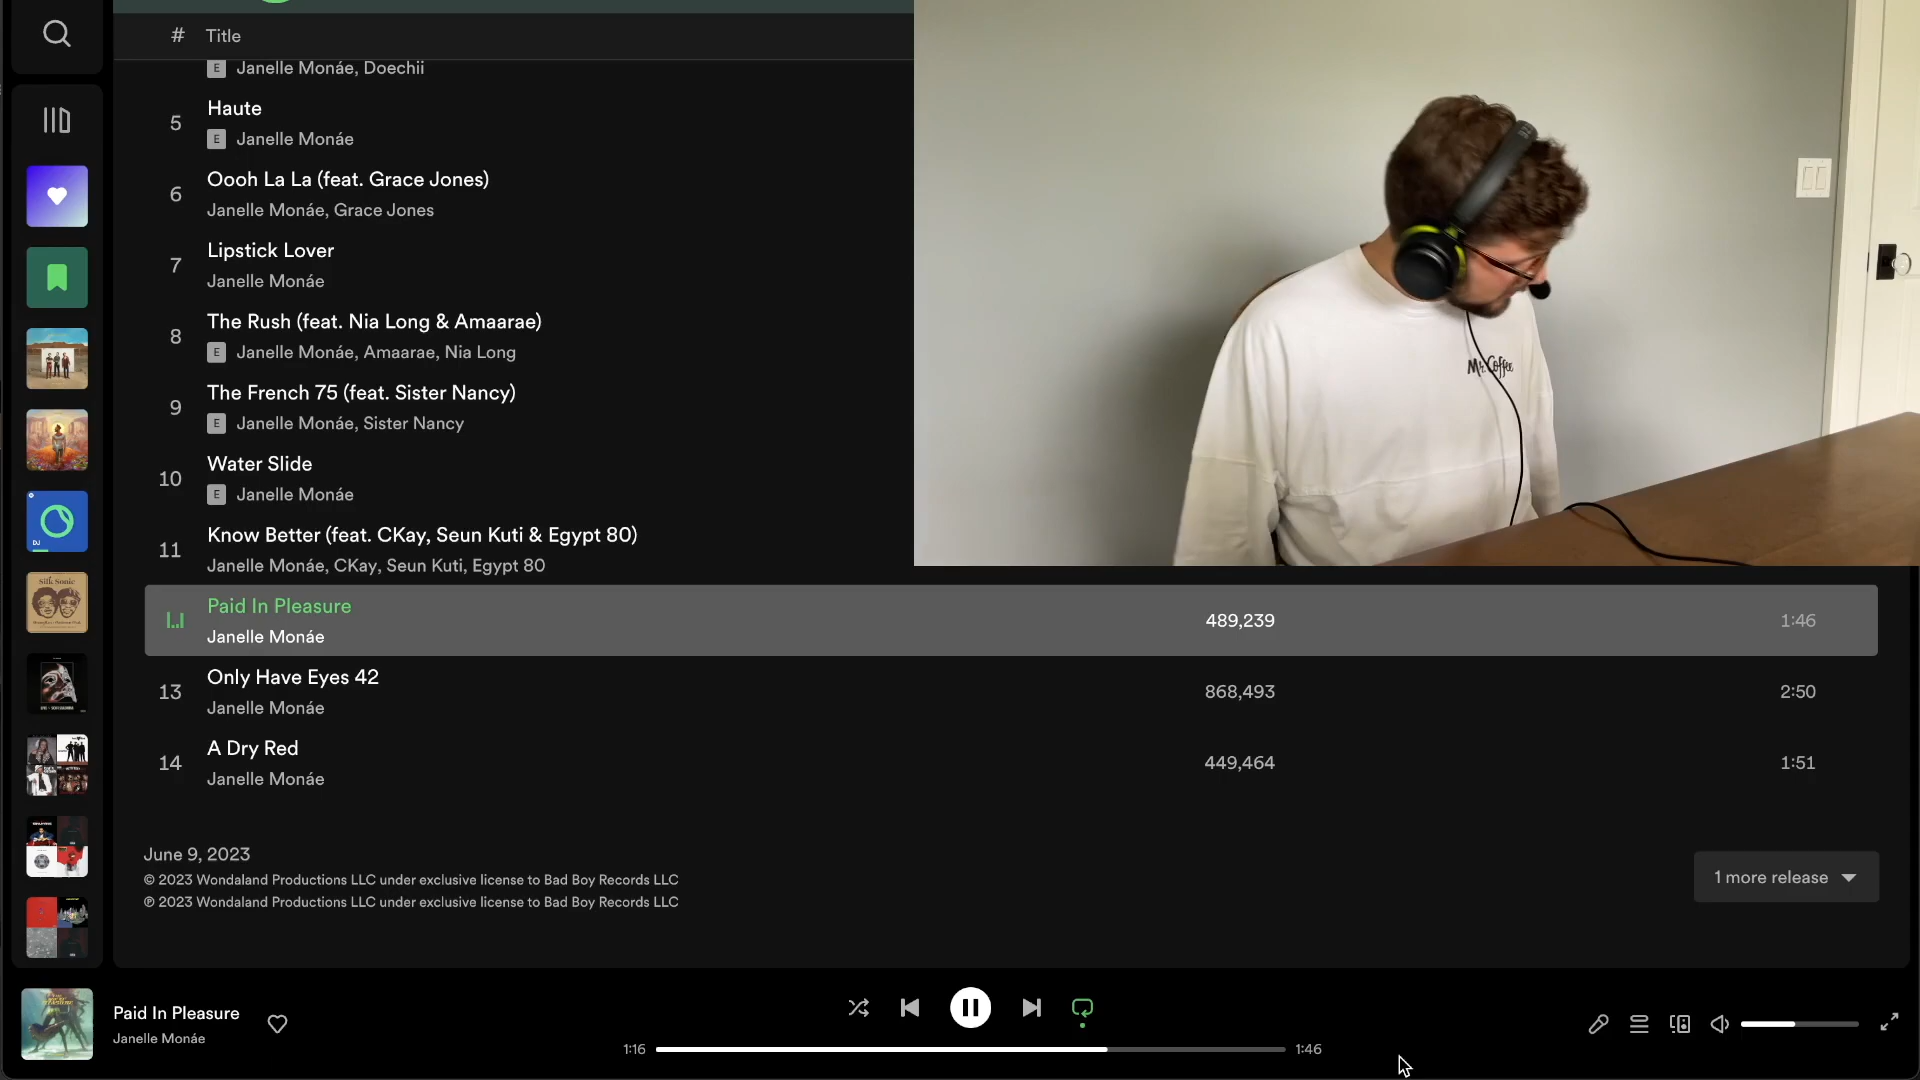 # Title
E Janelle Monáe, Doechii
5 Haute
E Janelle Monáe
6 Oooh La La (feat. Grace Jones)
Janelle Monáe, Grace Jones
7 Lipstick Lover
Janelle Monáe
8 The Rush (feat. Nia Long & Amaarae)
E Janelle Monáe, Amaarae, Nia Long
9 The French 75 (feat. Sister Nancy)
E Janelle Monáe, Sister Nancy
10 Water Slide
E Janelle Monáe
11 Know Better (feat. CKay, Seun Kuti & Egypt 80)
Janelle Monáe, CKay, Seun Kuti, Egypt 80
Paid In Pleasure 489,239 1:46
Janelle Monáe
13 Only Have Eyes 42 868,493 2:50
Janelle Monáe
14 A Dry Red 449,464 1:51
Janelle Monáe
June 9, 2023
© 2023 Wondaland Productions LLC under exclusive license to Bad Boy Records LLC
℗ 2023 Wondaland Productions LLC under exclusive license to Bad Boy Records LLC
1 more release
Paid In Pleasure
Janelle Monáe
1:16 1:46
Mr. Coffee
DJ
Silk Sonic